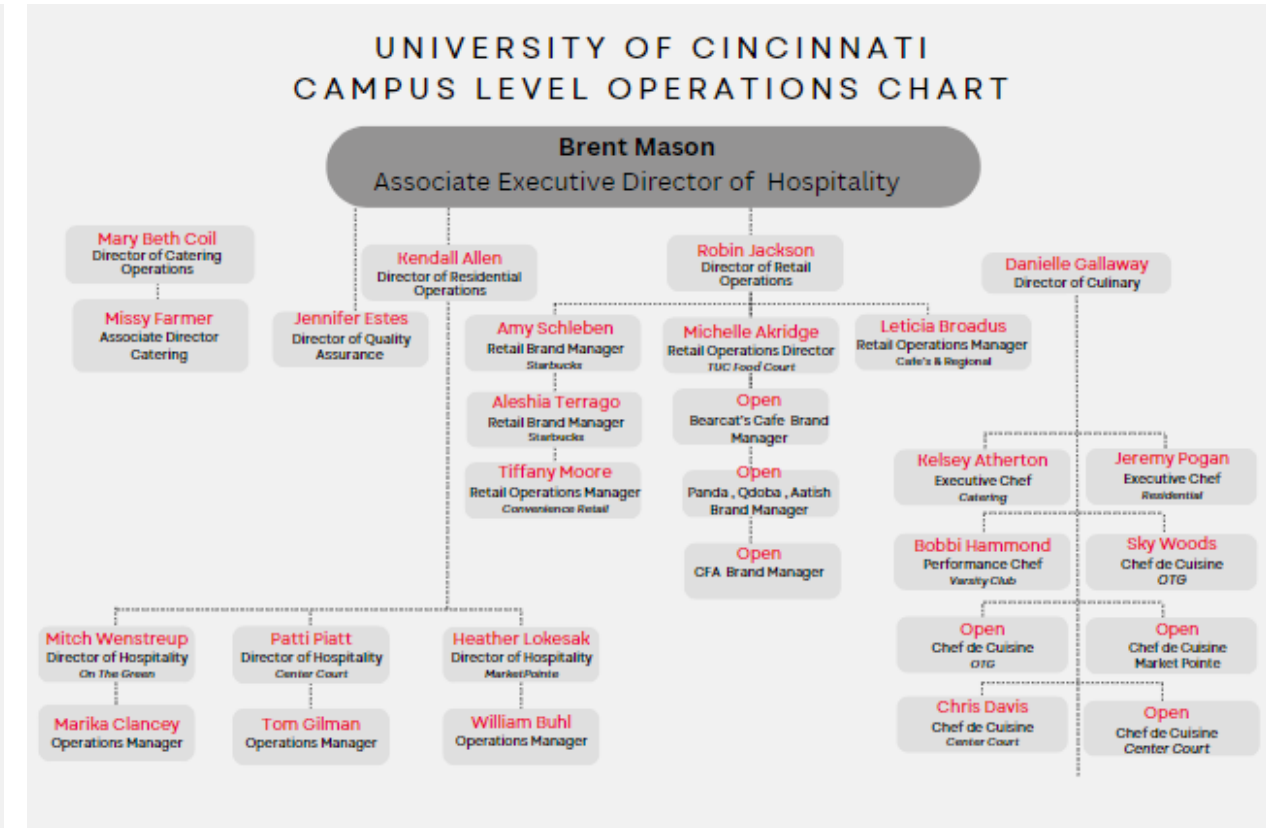 UNIVERSITY OF CINCINNATI
CAMPUS LEVEL OPERATIONS CHART
Brent Mason
Associate Executive Director of Hospitality
Mary Beth Coil
Director of Catering
Operations
Missy Farmer
Associate Director
Catering
Jennifer Estes
Director of Quality
Assurance
Kendall Allen
Director of Residential
Operations
Mitch Wenstreup
Director of Hospitality
On The Green
Marika Clancey
Operations Manager
Patti Piatt
Director of Hospitality
Center Court
Tom Gilman
Operations Manager
Heather Lokesak
Director of Hospitality
MarketPointe
William Buhl
Operations Manager
Robin Jackson
Director of Retail
Operations
Amy Schleben
Retail Brand Manager
Starbucks
Aleshia Terrago
Retail Brand Manager
Starbucks
Tiffany Moore
Retail Operations Manager
Convenience Retail
Michelle Akridge
Retail Operations Director
TUC Food Court
Open
Bearcat's Cafe Brand
Manager
Open
Panda , Qdoba , Aatish
Brand Manager
Open
CFA Brand Manager
Leticia Broadus
Retail Operations Manager
Cafe's & Regional
Danielle Gallaway
Director of Culinary
Kelsey Atherton
Executive Chef
Catering
Jeremy Pogan
Executive Chef
Residential
Bobbi Hammond
Performance Chef
Varsity Club
Sky Woods
Chef de Cuisine
OTG
Open
Chef de Cuisine
OTG
Open
Chef de Cuisine
Market Pointe
Chris Davis
Chef de Cuisine
Center Court
Open
Chef de Cuisine
Center Court